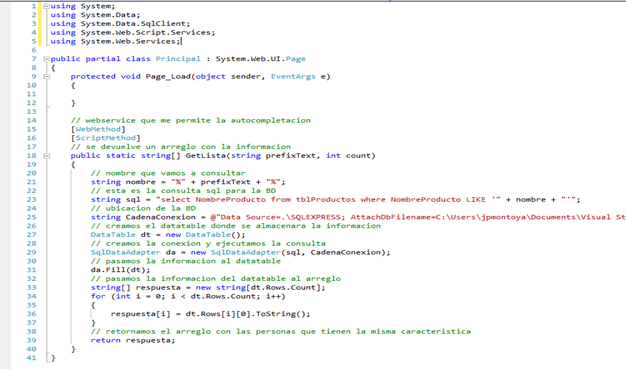 1 using System;
2 using System.Data;
3 using System.Data.SqlClient;
4 using System.Web.Script.Services;
5 using System.Web.Services;
6
7 public partial class Principal : System.Web.UI.Page
8 {
9 protected void Page_Load(object sender, EventArgs e)
10 {
11
12 }
13
14 // webservice que me permite la autocompletacion
15 [WebMethod]
16 [ScriptMethod]
17 // se devuelve un arreglo con la informacion
18 public static string[] GetLista(string prefixText, int count)
19 {
20 // nombre que vamos a consultar
21 string nombre = "%" + prefixText + "%";
22 // esta es la consulta sql para la BD
23 string sql = "select NombreProducto from tblProductos where NombreProducto LIKE '" + nombre + "'";
24 // ubicacion de la BD
25 string CadenaConexion = @"Data Source=.\SQLEXPRESS; AttachDbFilename=C:\Users\jpmontoya\Documents\Visual St
26 // creamos el datatable donde se almacenara la informacion
27 DataTable dt = new DataTable();
28 // creamos la conexion y ejecutamos la consulta
29 SqlDataAdapter da = new SqlDataAdapter(sql, CadenaConexion);
30 // pasamos la informacion al datatable
31 da.Fill(dt);
32 // pasamos la informacion del datatable al arreglo
33 string[] respuesta = new string[dt.Rows.Count];
34 for (int i = 0; i < dt.Rows.Count; i++)
35 {
36 respuesta[i] = dt.Rows[i][0].ToString();
37 }
38 // retornamos el arreglo con las personas que tienen la misma caracteristica
39 return respuesta;
40 }
41 }